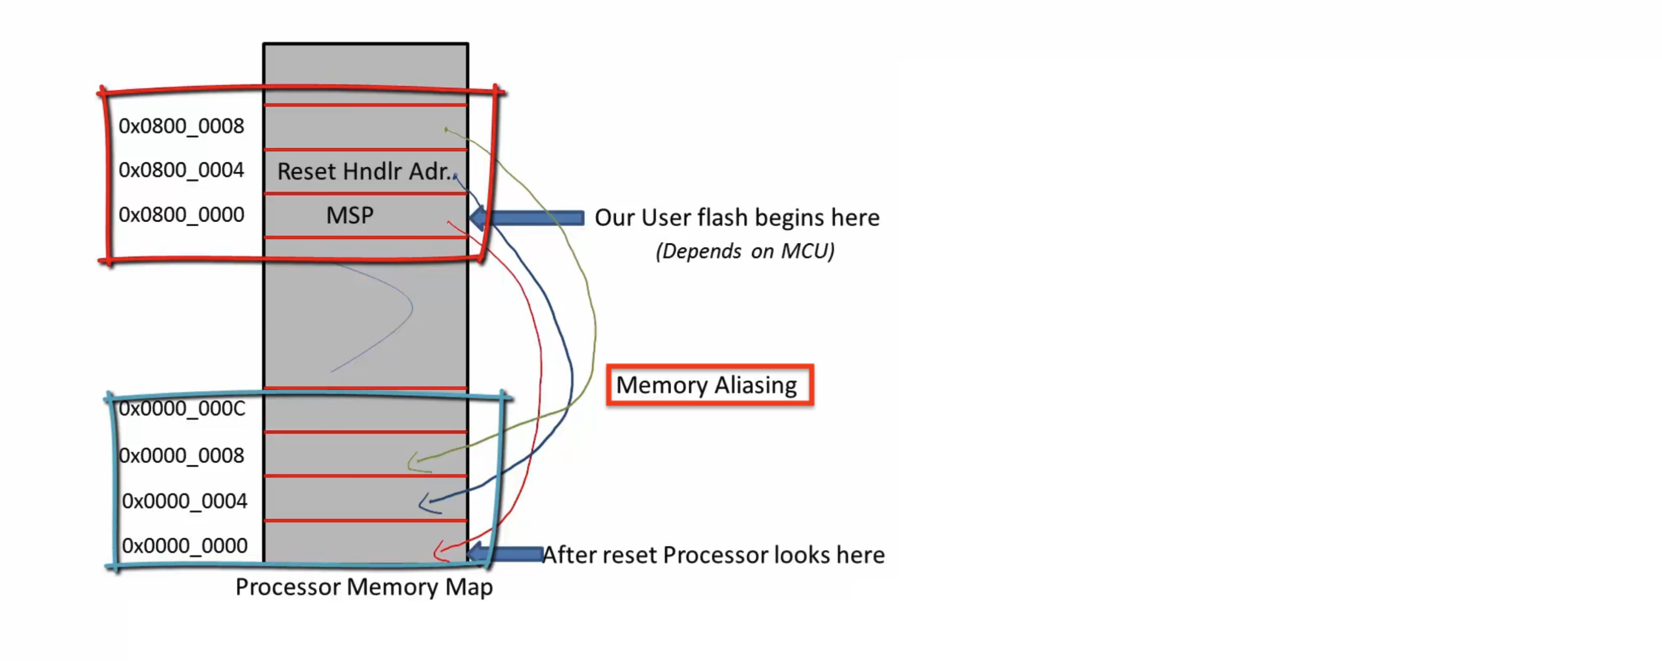 0x0800_0008
0x0800_0004 Reset Hndlr Adr.
0x0800_0000 MSP
Our User flash begins here
(Depends on MCU)
Memory Aliasing
0x0000_000C
0x0000_0008
0x0000_0004
0x0000_0000
After reset Processor looks here
Processor Memory Map